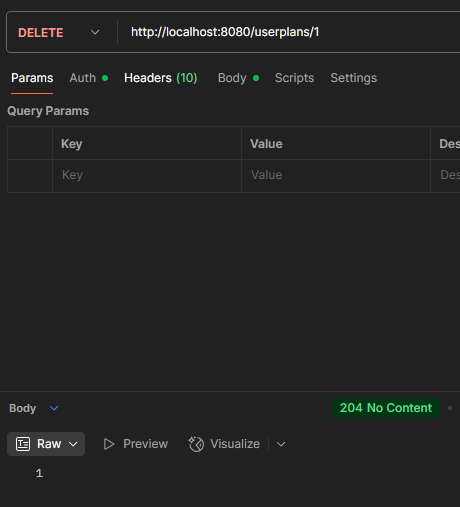 DELETE http://localhost:8080/userplans/1
Params Auth Headers (10) Body Scripts Settings
Query Params
Key Value Des
Key Value Des
Body 204 No Content
Raw Preview Visualize
1